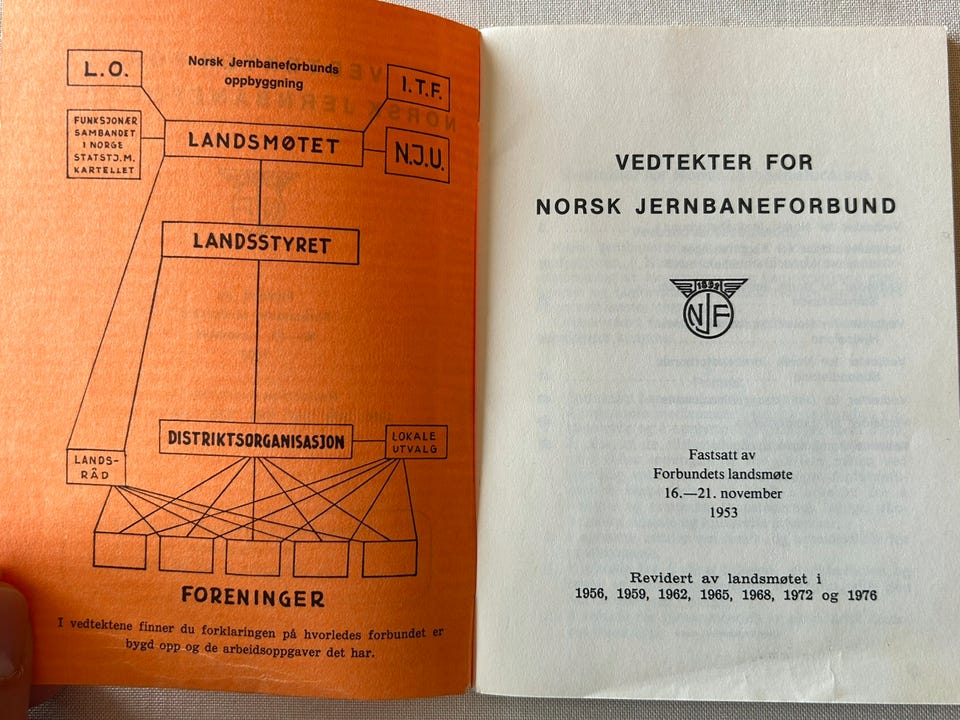 Norsk Jernbaneforbunds
oppbyggning
L.O.
I.T.F.
FUNKSJONÆR
SAMBANDET
I NORGE
STATSTJ.M.
KARTELLET
LANDSMØTET
N.J.U.
LANDSSTYRET
DISTRIKTSORGANISASJON
LOKALE
UTVALG
LANDS-
RÅD
FORENINGER
I vedtektene finner du forklaringen på hvorledes forbundet er
bygd opp og de arbeidsoppgaver det har.
VEDTEKTER FOR
NORSK JERNBANEFORBUND
1892
NJF
Fastsatt av
Forbundets landsmøte
16.—21. november
1953
Revidert av landsmøtet i
1956, 1959, 1962, 1965, 1968, 1972 og 1976